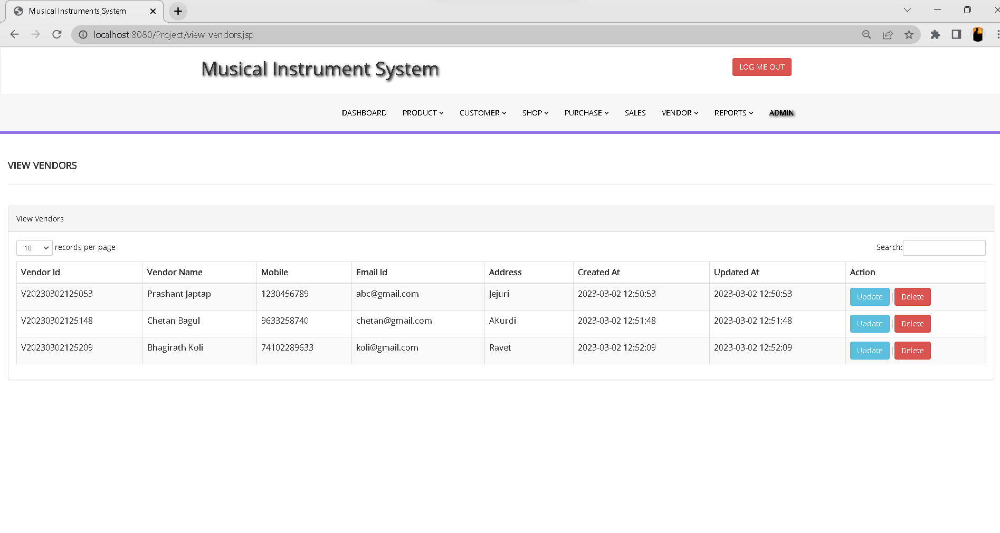 Musical Instruments System
localhost:8080/Project/view-vendors.jsp
Musical Instrument System
LOG ME OUT
DASHBOARD PRODUCT CUSTOMER SHOP PURCHASE SALES VENDOR REPORTS ADMIN
VIEW VENDORS
View Vendors
10 records per page Search:
Vendor Id Vendor Name Mobile Email Id Address Created At Updated At Action
V20230302125053 Prashant Japtap 1230456789 abc@gmail.com Jejuri 2023-03-02 12:50:53 2023-03-02 12:50:53 Update | Delete
V20230302125148 Chetan Bagul 9633258740 chetan@gmail.com AKurdi 2023-03-02 12:51:48 2023-03-02 12:51:48 Update | Delete
V20230302125209 Bhagirath Koli 74102289633 koli@gmail.com Ravet 2023-03-02 12:52:09 2023-03-02 12:52:09 Update | Delete